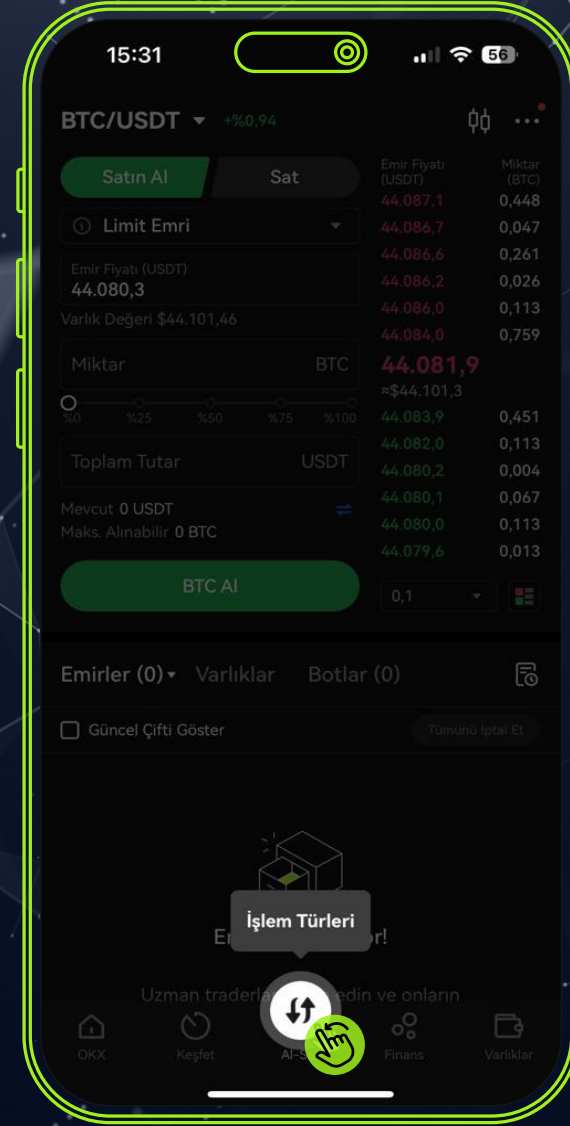 15:31
56
BTC/USDT
+%0,94
Satın Al
Sat
Limit Emri
Emir Fiyatı (USDT)
44.080,3
Varlık Değeri $44.101,46
Miktar BTC
%0 %25 %50 %75 %100
Toplam Tutar USDT
Mevcut 0 USDT
Maks. Alınabilir 0 BTC
BTC Al
Emir Fiyatı Miktar
(USDT) (BTC)
44.087,1 0,448
44.086,7 0,047
44.086,6 0,261
44.086,2 0,026
44.086,0 0,113
44.084,0 0,759
44.081,9
≈$44.101,3
44.083,9 0,451
44.082,0 0,113
44.080,2 0,004
44.080,1 0,067
44.080,0 0,113
44.079,6 0,013
0,1
Emirler (0) Varlıklar Botlar (0)
Güncel Çifti Göster
Tümünü İptal Et
İşlem Türleri
Uzman
ve onların
OKX Keşfet Finans Varlıklar